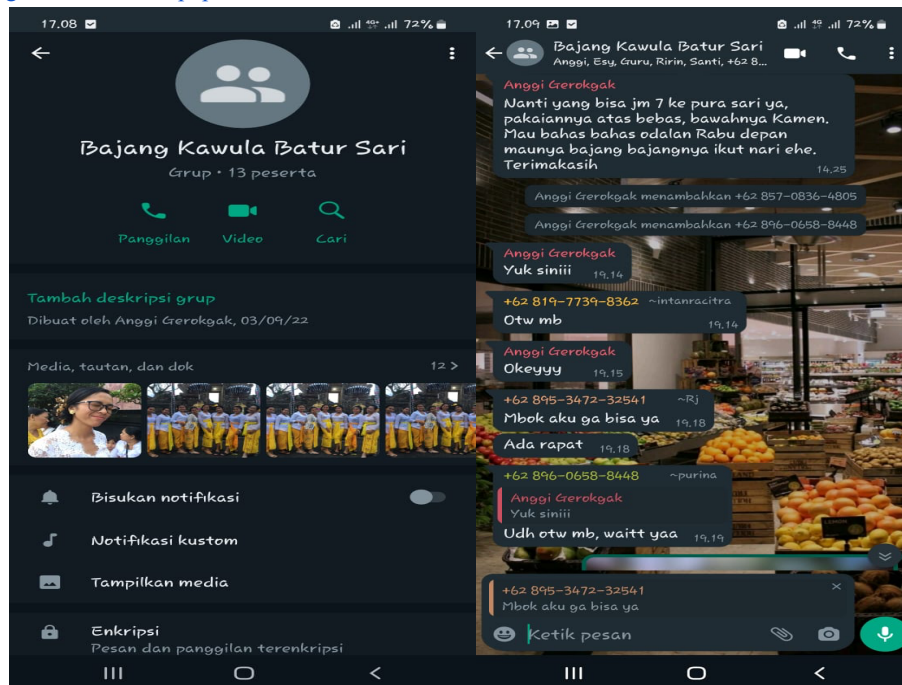 17.08
72%
Bajang Kawula Batur Sari
Grup • 13 peserta
Panggilan Video Cari
Tambah deskripsi grup
Dibuat oleh Anggi Gerokgak, 03/09/22
Media, tautan, dan dok 12 >
Bisukan notifikasi
Notifikasi kustom
Tampilkan media
Enkripsi
Pesan dan panggilan terenkripsi
17.09
72%
Bajang Kawula Batur Sari
Anggi, Esy, Guru, Ririn, Santi, +62 8...
Anggi Gerokgak
Nanti yang bisa jm 7 ke pura sari ya,
pakaiannya atas bebas, bawahnya Kamen.
Mau bahas bahas odalan Rabu depan
maunya bajang bajangnya ikut nari ehe.
Terimakasih
14.25
Anggi Gerokgak menambahkan +62 857-0836-4805
Anggi Gerokgak menambahkan +62 896-0658-8448
Anggi Gerokgak
Yuk siniii 19.14
+62 819-7739-8362 ~intanracitra
Otw mb 19.14
Anggi Gerokgak
Okeyyy 19.15
+62 895-3472-32541 ~Rj
Mbok aku ga bisa ya 19.18
Ada rapat 19.18
+62 896-0658-8448 ~purina
Anggi Gerokgak
Yuk siniii
Udh otw mb, waitt yaa 19.19
+62 895-3472-32541
Mbok aku ga bisa ya
Ketik pesan